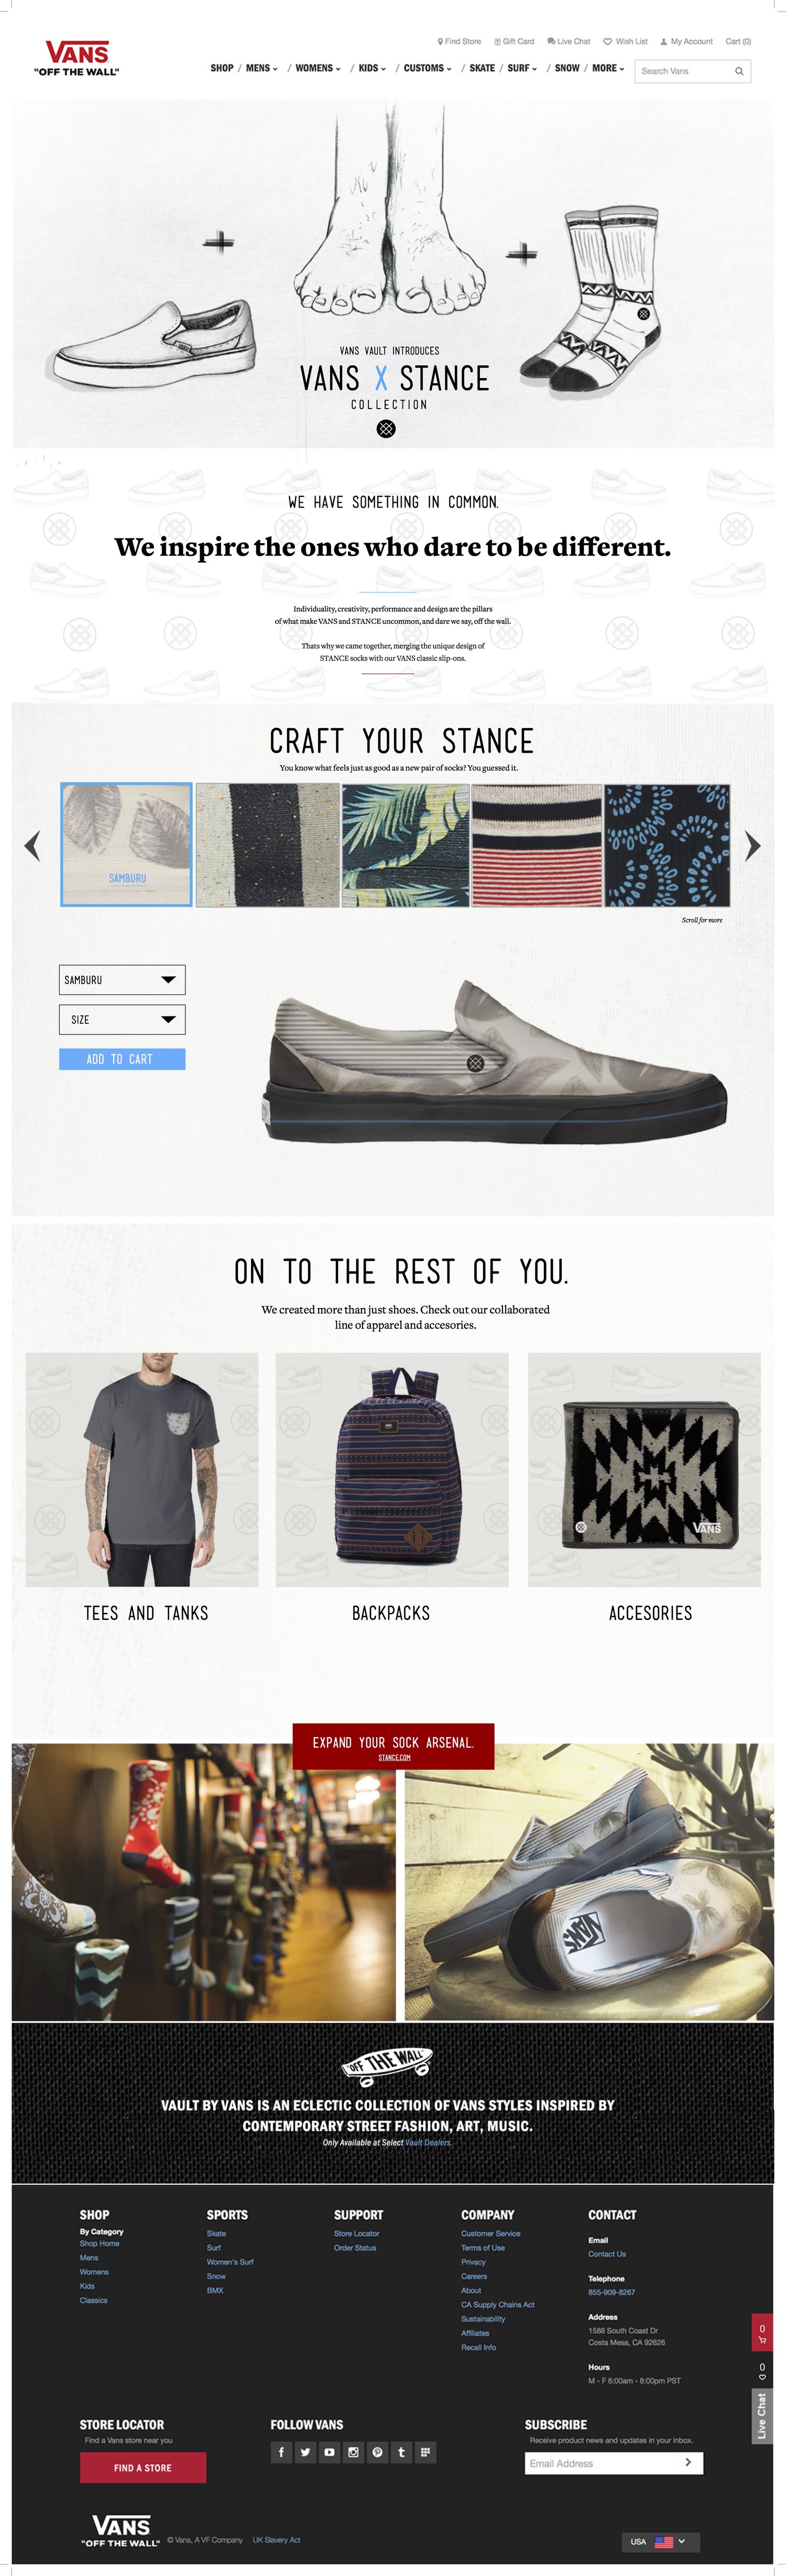 VANS
"OFF THE WALL"
Find Store Gift Card Live Chat Wish List My Account Cart (0)
SHOP / MENS / WOMENS / KIDS / CUSTOMS / SKATE / SURF / SNOW / MORE
Search Vans
VANS VAULT INTRODUCES
VANS X STANCE
COLLECTION
WE HAVE SOMETHING IN COMMON.
We inspire the ones who dare to be different.
Individuality, creativity, performance and design are the pillars
of what make VANS and STANCE uncommon, and dare we say, off the wall.
Thats why we came together, merging the unique design of
STANCE socks with our VANS classic slip-ons.
CRAFT YOUR STANCE
You know what feels just as good as a new pair of socks? You guessed it.
SAMBURU
Scroll for more
SAMBURU
SIZE
ADD TO CART
ON TO THE REST OF YOU.
We created more than just shoes. Check out our collaborated
line of apparel and accesories.
VANS
TEES AND TANKS
BACKPACKS
ACCESORIES
EXPAND YOUR SOCK ARSENAL.
STANCE.COM
VANS
"OFF THE WALL"
VAULT BY VANS IS AN ECLECTIC COLLECTION OF VANS STYLES INSPIRED BY
CONTEMPORARY STREET FASHION, ART, MUSIC.
Only Available at Select Vault Dealers.
SHOP
By Category
Shop Home
Mens
Womens
Kids
Classics
SPORTS
Skate
Surf
Women's Surf
Snow
BMX
SUPPORT
Store Locator
Order Status
COMPANY
Customer Service
Terms of Use
Privacy
Careers
About
CA Supply Chains Act
Sustainability
Affiliates
Recall Info
CONTACT
Email
Contact Us
Telephone
855-909-8267
Address
1588 South Coast Dr
Costa Mesa, CA 92626
Hours
M - F 6:00am - 8:00pm PST
0
0
Live Chat
STORE LOCATOR
Find a Vans store near you
FIND A STORE
FOLLOW VANS
SUBSCRIBE
Receive product news and updates in your inbox.
Email Address
VANS
"OFF THE WALL"
© Vans, A VF Company UK Slavery Act
USA